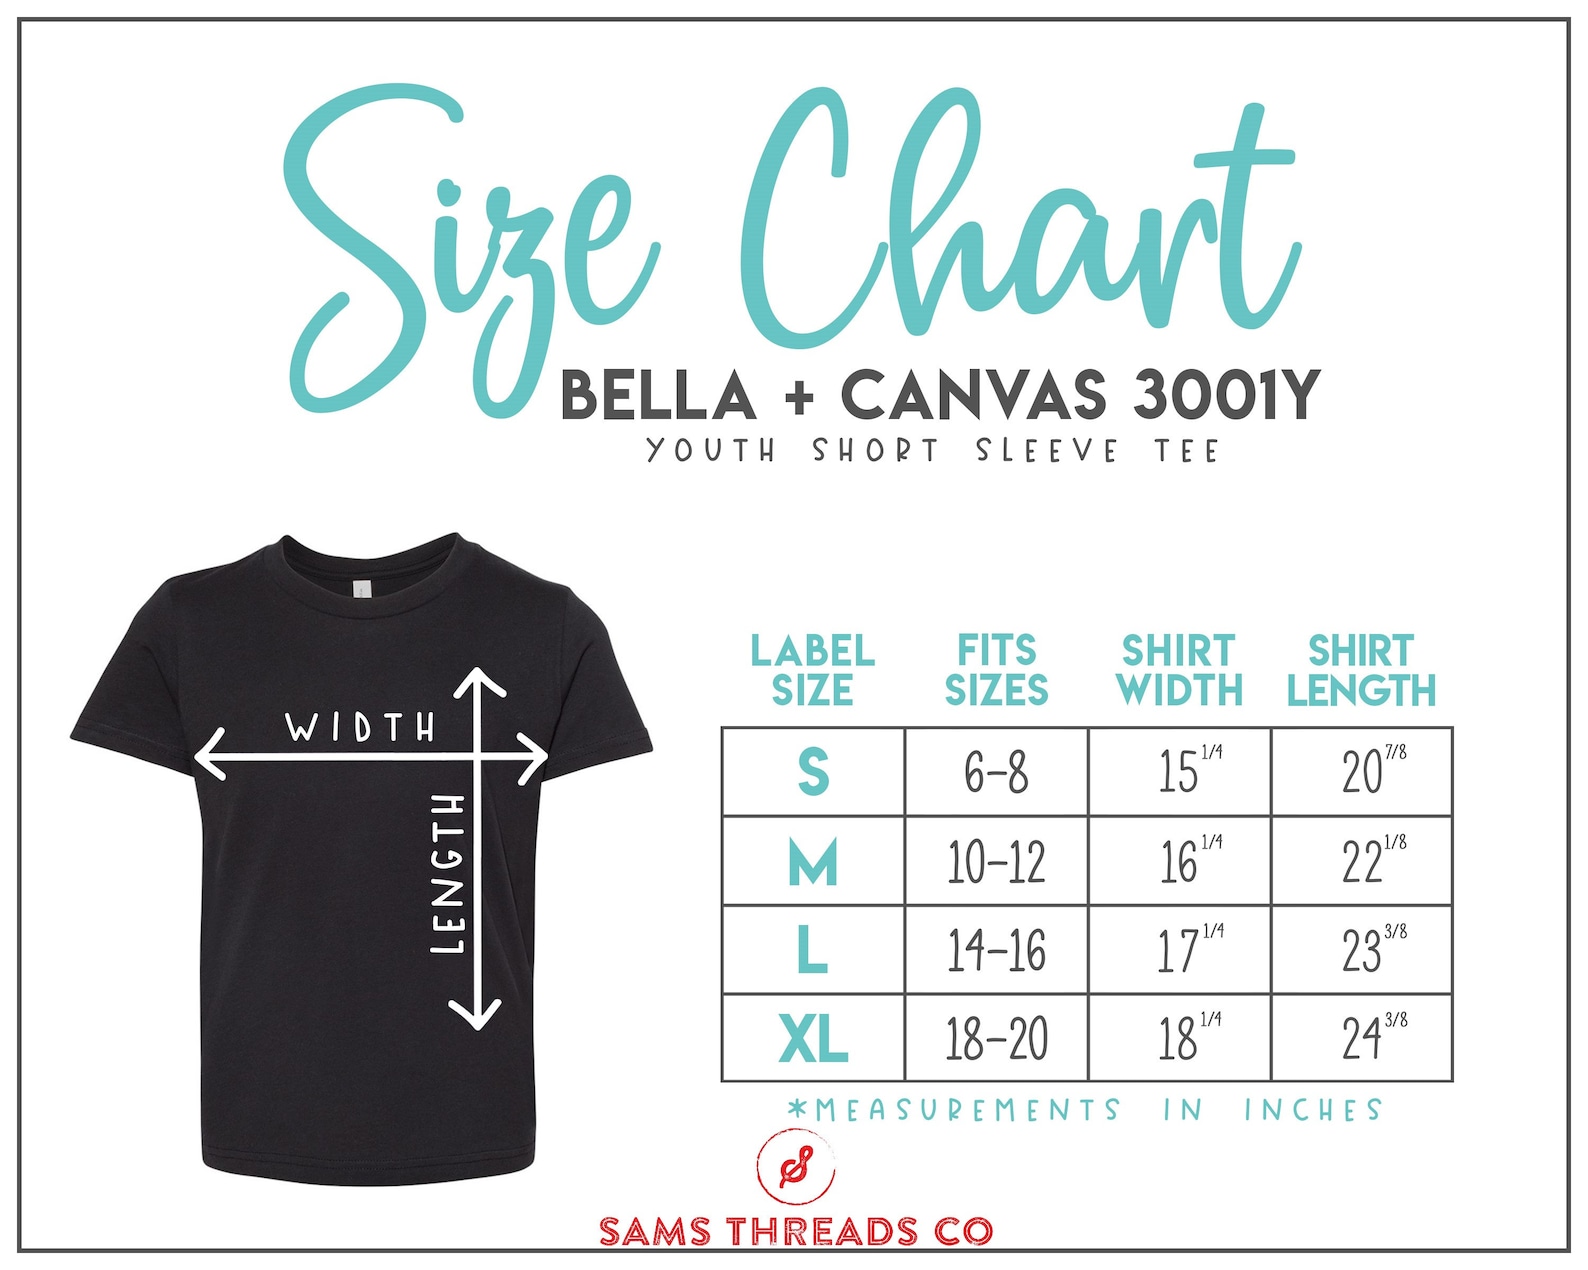 Size Chart
BELLA + CANVAS 3001Y
YOUTH SHORT SLEEVE TEE
WIDTH
LENGTH
LABEL SIZE FITS SIZES SHIRT WIDTH SHIRT LENGTH
S 6-8 15 1/4 20 7/8
M 10-12 16 1/4 22 1/8
L 14-16 17 1/4 23 3/8
XL 18-20 18 1/4 24 3/8
*MEASUREMENTS IN INCHES
S
SAMS THREADS CO